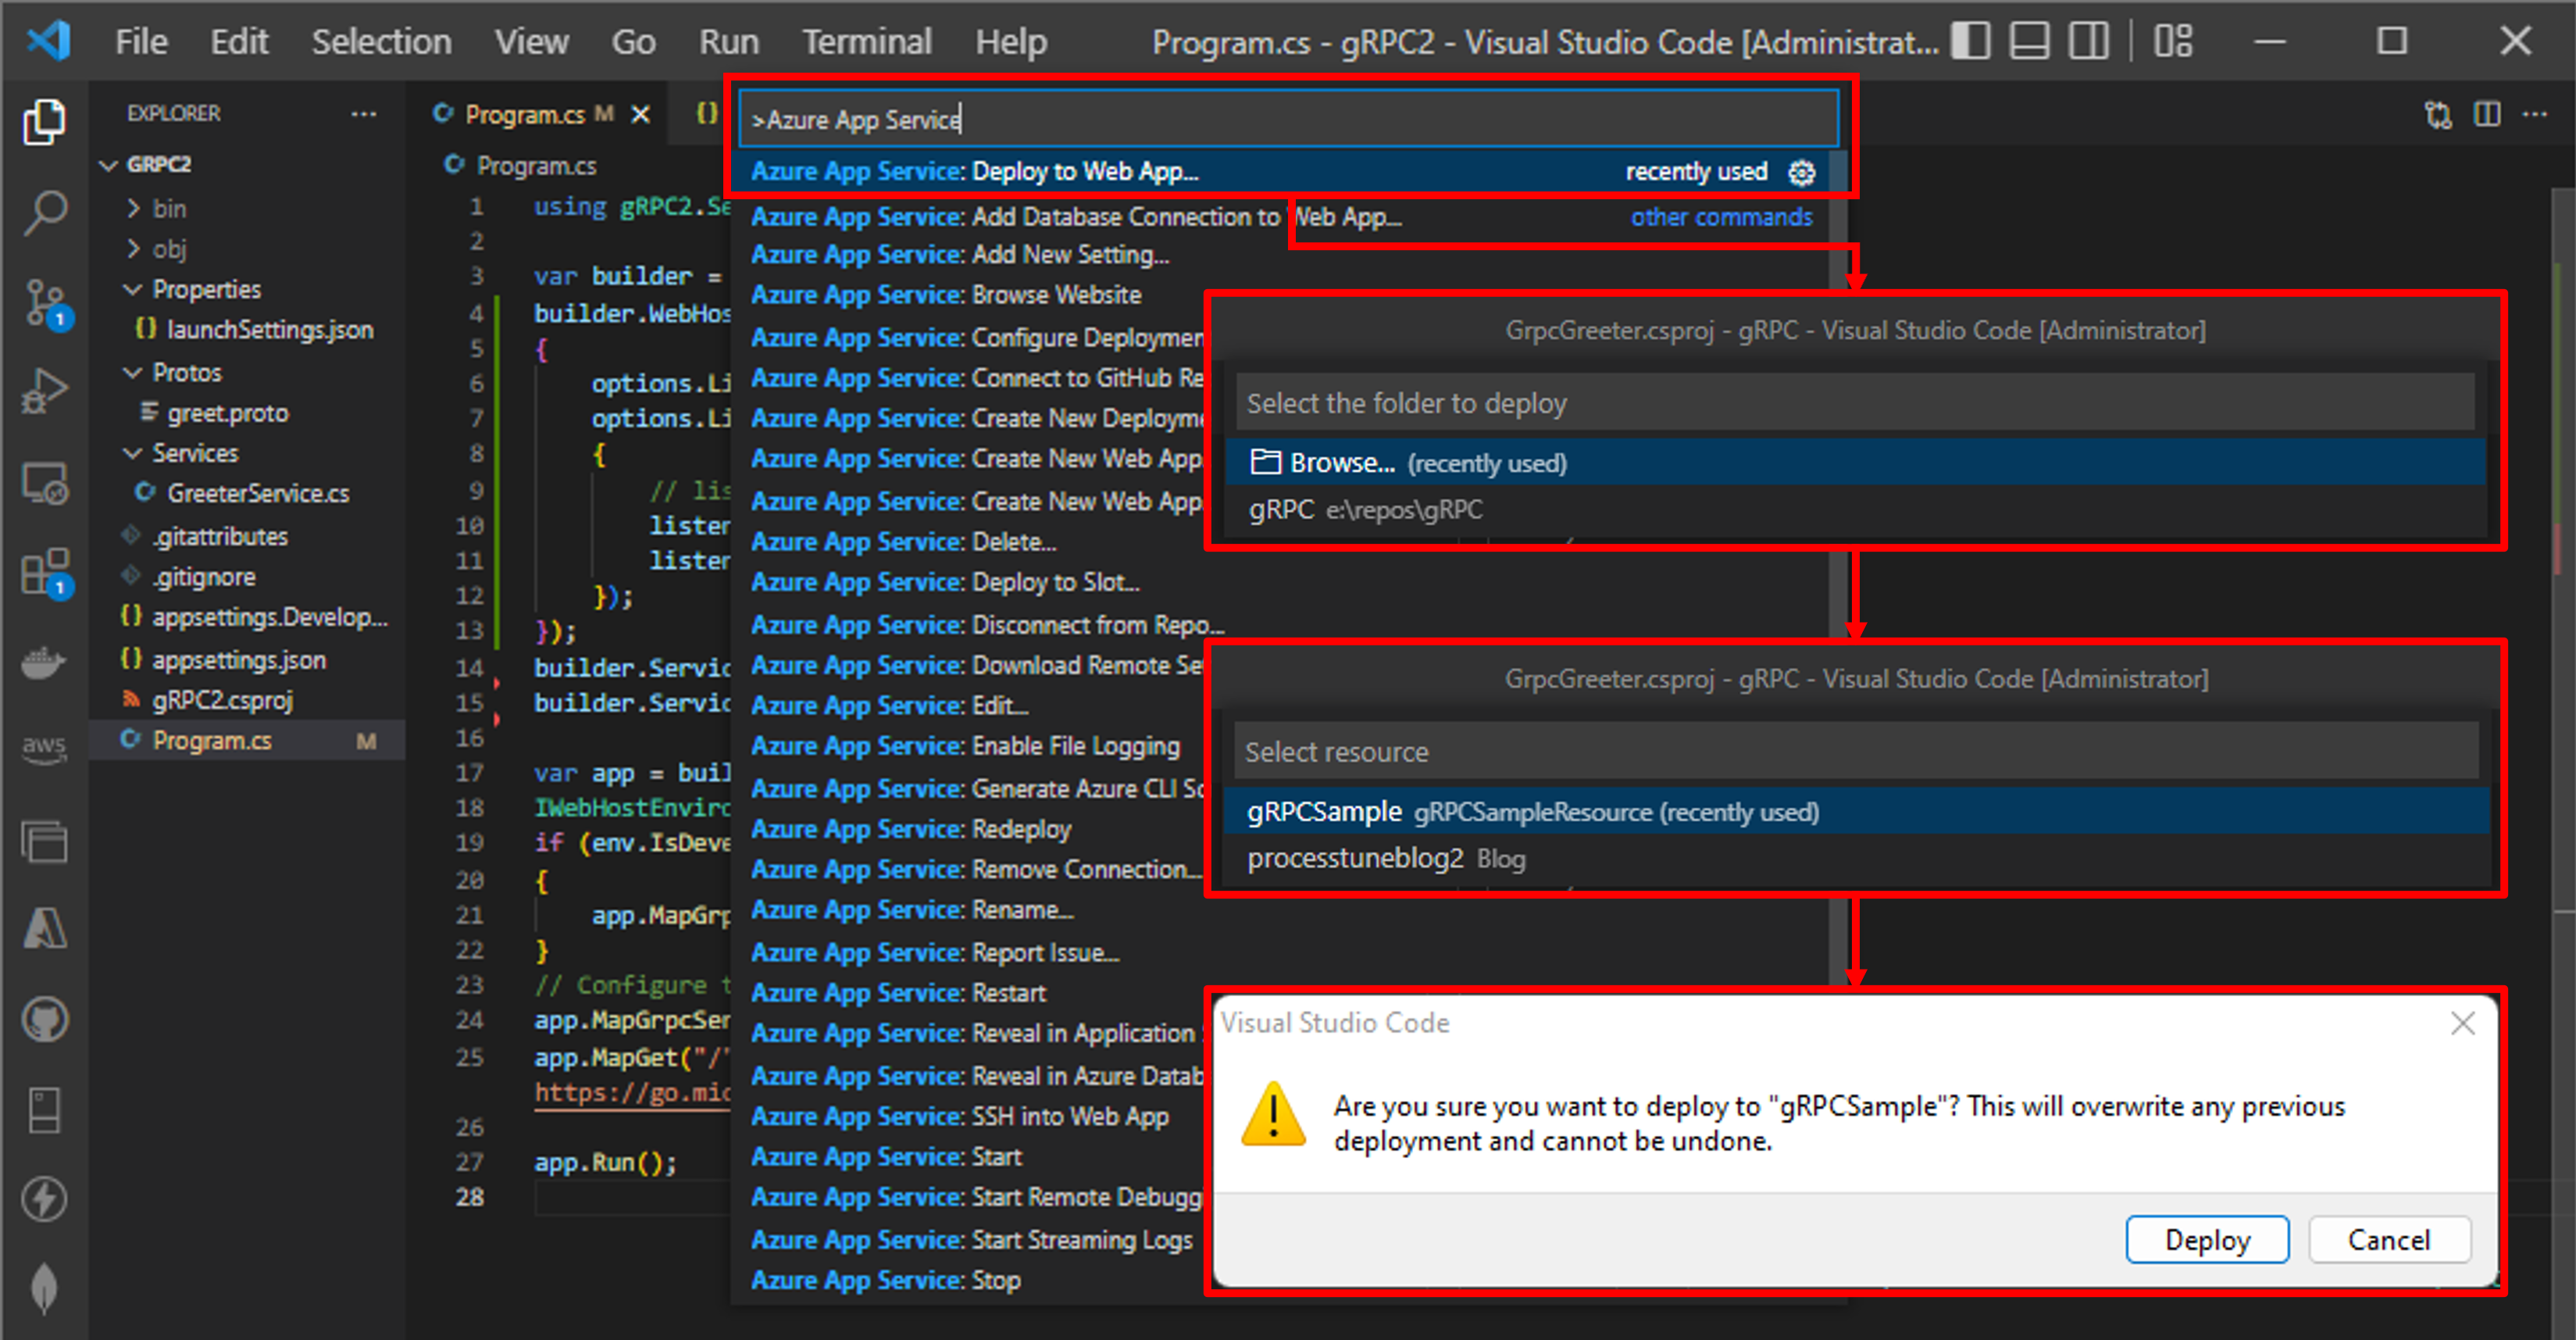 File Edit Selection View Go Run Terminal Help Program.cs - gRPC2 - Visual Studio Code [Administrat...
EXPLORER ...
GRPC2
bin
obj
Properties
{} launchSettings.json
Protos
greet.proto
Services
GreeterService.cs
.gitattributes
.gitignore
{} appsettings.Develop...
{} appsettings.json
gRPC2.csproj
Program.cs M
1
1
aws
Program.cs M
{}
Program.cs
1 using gRPC2.Se
2
3 var builder =
4 builder.WebHos
5 {
6 options.Li
7 options.Li
8 {
9 // lis
10 listen
11 listen
12 });
13 });
14 builder.Servic
15 builder.Servic
16
17 var app = buil
18 IWebHostEnviro
19 if (env.IsDeve
20 {
21 app.MapGrp
22 }
23 // Configure t
24 app.MapGrpcSer
25 app.MapGet("/"
https://go.mic
26
27 app.Run();
28
>Azure App Service
Azure App Service: Deploy to Web App... recently used
Azure App Service: Add Database Connection to Web App... other commands
Azure App Service: Add New Setting...
Azure App Service: Browse Website
Azure App Service: Configure Deploymen
Azure App Service: Connect to GitHub Re
Azure App Service: Create New Deployme
Azure App Service: Create New Web App
Azure App Service: Create New Web App
Azure App Service: Delete...
Azure App Service: Deploy to Slot...
Azure App Service: Disconnect from Repo...
Azure App Service: Download Remote Se
Azure App Service: Edit...
Azure App Service: Enable File Logging
Azure App Service: Generate Azure CLI Sc
Azure App Service: Redeploy
Azure App Service: Remove Connection...
Azure App Service: Rename...
Azure App Service: Report Issue...
Azure App Service: Restart
Azure App Service: Reveal in Application
Azure App Service: Reveal in Azure Datab
Azure App Service: SSH into Web App
Azure App Service: Start
Azure App Service: Start Remote Debugg
Azure App Service: Start Streaming Logs
Azure App Service: Stop
GrpcGreeter.csproj - gRPC - Visual Studio Code [Administrator]
Select the folder to deploy
Browse... (recently used)
gRPC e:\repos\gRPC
GrpcGreeter.csproj - gRPC - Visual Studio Code [Administrator]
Select resource
gRPCSample gRPCSampleResource (recently used)
processtuneblog2 Blog
Visual Studio Code
Are you sure you want to deploy to "gRPCSample"? This will overwrite any previous
deployment and cannot be undone.
Deploy Cancel